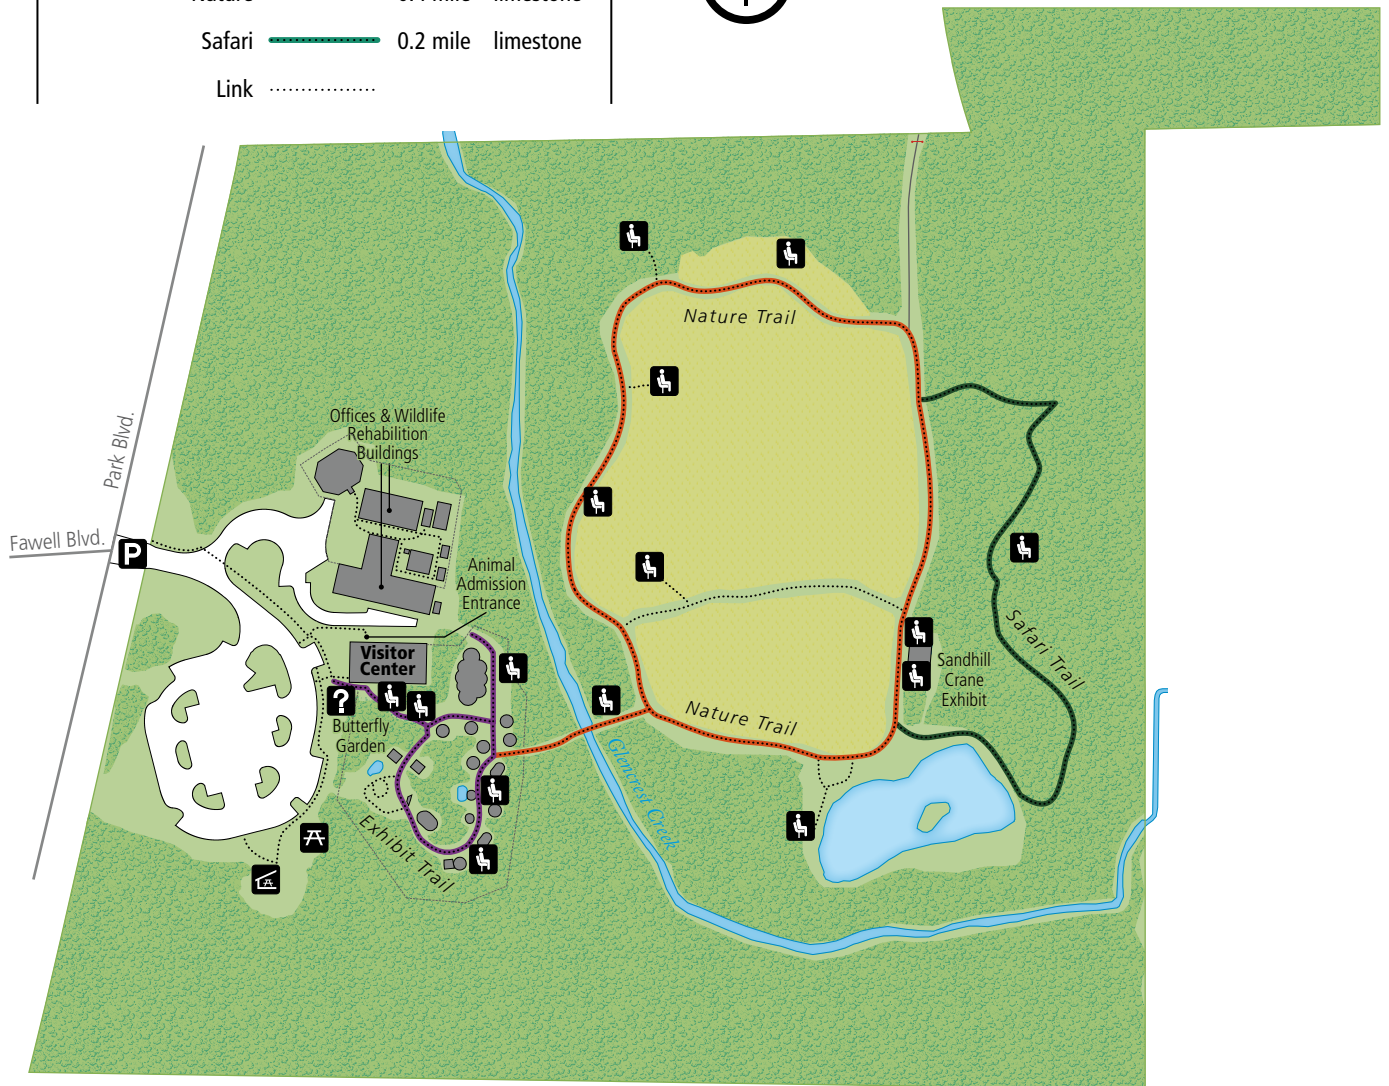 Safari 0.2 mile limestone
Link
Nature Trail
Offices & Wildlife
Rehabilition
Buildings
Park Blvd.
Fawell Blvd.
P
Animal
Admission
Entrance
Visitor
Center
?
Butterfly
Garden
Exhibit Trail
Glencrest Creek
Nature Trail
Sandhill
Crane
Exhibit
Safari Trail